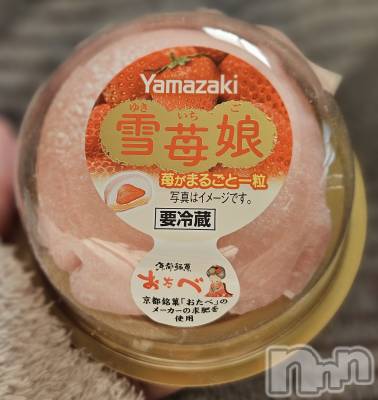 Yamazaki
ゆき いち ご
雪苺娘
苺がまるごと一粒
写真はイメージです。
要冷蔵
京都銘菓
おたべ
京都銘菓「おたべ」の
メーカーの求肥を
使用
nnn